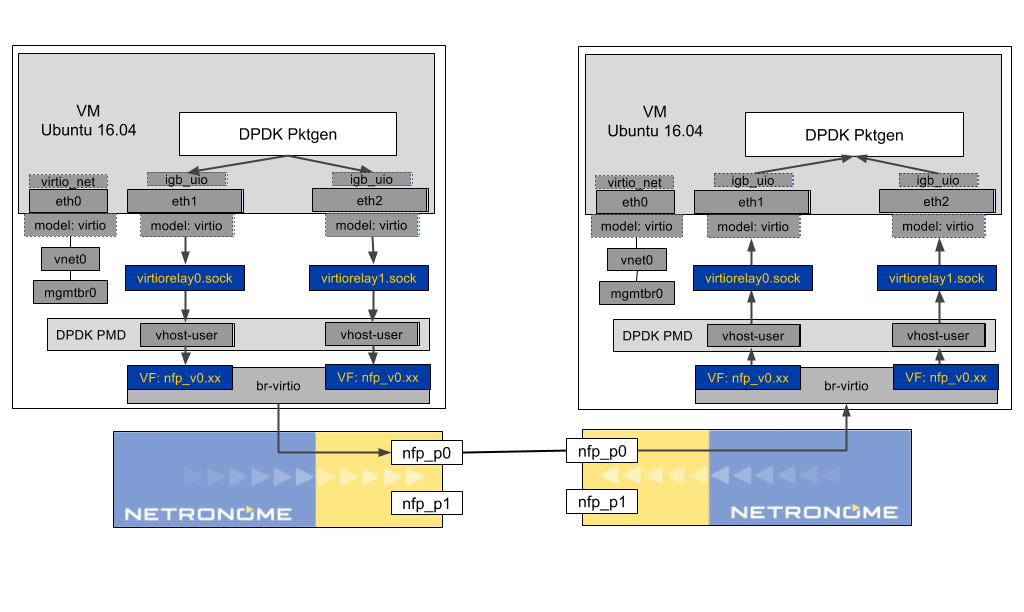 VM
Ubuntu 16.04
DPDK Pktgen
virtio_net
igb_uio
igb_uio
eth0
eth1
eth2
model: virtio
model: virtio
model: virtio
vnet0
virtiorelay0.sock
virtiorelay1.sock
mgmtbr0
DPDK PMD
vhost-user
vhost-user
VF: nfp_v0.xx
br-virtio
VF: nfp_v0.xx
nfp_p0
nfp_p1
NETRONOME
VM
Ubuntu 16.04
DPDK Pktgen
virtio_net
igb_uio
igb_uio
eth0
eth1
eth2
model: virtio
model: virtio
model: virtio
vnet0
virtiorelay0.sock
virtiorelay1.sock
mgmtbr0
DPDK PMD
vhost-user
vhost-user
VF: nfp_v0.xx
br-virtio
VF: nfp_v0.xx
nfp_p0
nfp_p1
NETRONOME